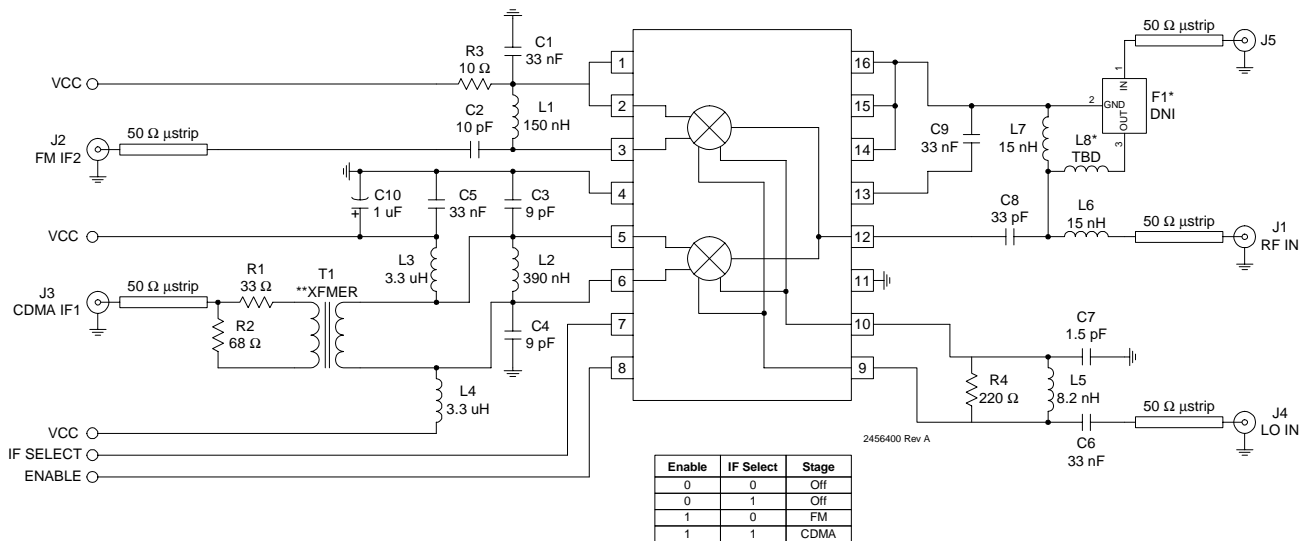 50 Ω µstrip
J5
C1
33 nF
R3
10 Ω
1
16
VCC
IN
1
2
GND
F1*
DNI
OUT
3
2
15
L1
150 nH
C2
10 pF
C9
33 nF
L7
15 nH
L8*
TBD
J2
FM IF2
50 Ω µstrip
3
14
4
13
C10
1 uF
+
C5
33 nF
C3
9 pF
C8
33 pF
L6
15 nH
50 Ω µstrip
J1
RF IN
VCC
5
12
L3
3.3 uH
L2
390 nH
J3
CDMA IF1
50 Ω µstrip
R1
33 Ω
T1
**XFMER
6
11
R2
68 Ω
C4
9 pF
7
10
C7
1.5 pF
8
9
L4
3.3 uH
R4
220 Ω
L5
8.2 nH
50 Ω µstrip
J4
LO IN
C6
33 nF
VCC
IF SELECT
ENABLE
2456400 Rev A
Enable IF Select Stage
0 0 Off
0 1 Off
1 0 FM
1 1 CDMA